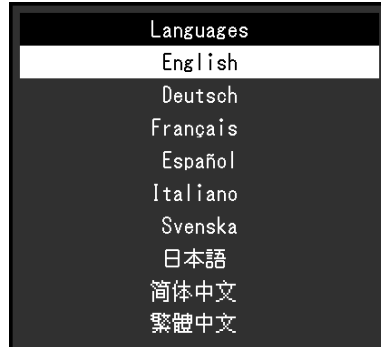 Languages
English
Deutsch
Français
Español
Italiano
Svenska
日本語
简体中文
繁體中文